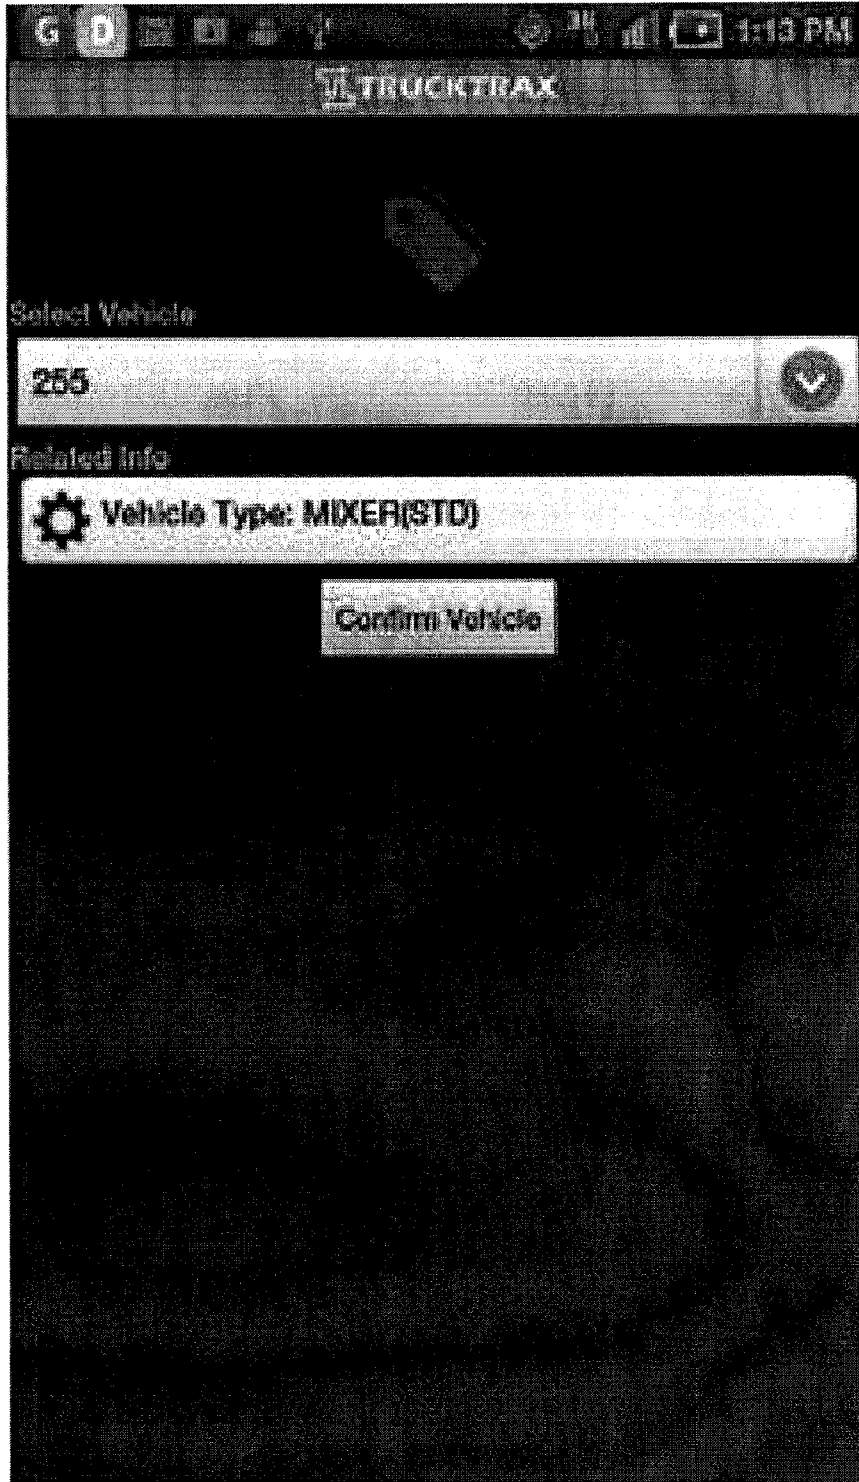 G D 1:13 PM
TRUCKTRAX
Select Vehicle
255
Related Info
Vehicle Type: MIXER(STD)
Confirm Vehicle